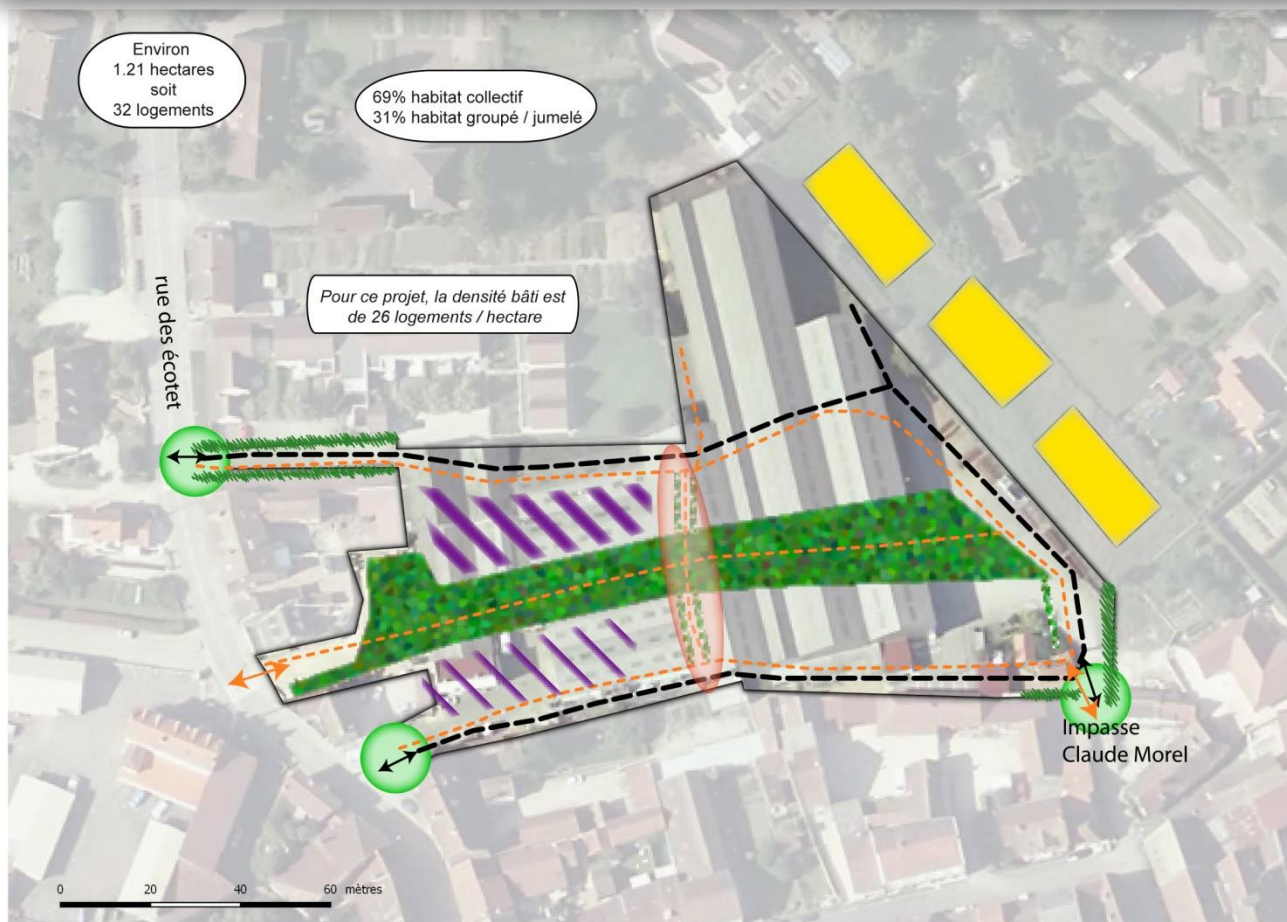 Environ
1.21 hectares
soit
32 logements
69% habitat collectif
31% habitat groupé / jumelé
rue des écotet
Pour ce projet, la densité bâti est
de 26 logements / hectare
Impasse
Claude Morel
0 20 40 60 mètres